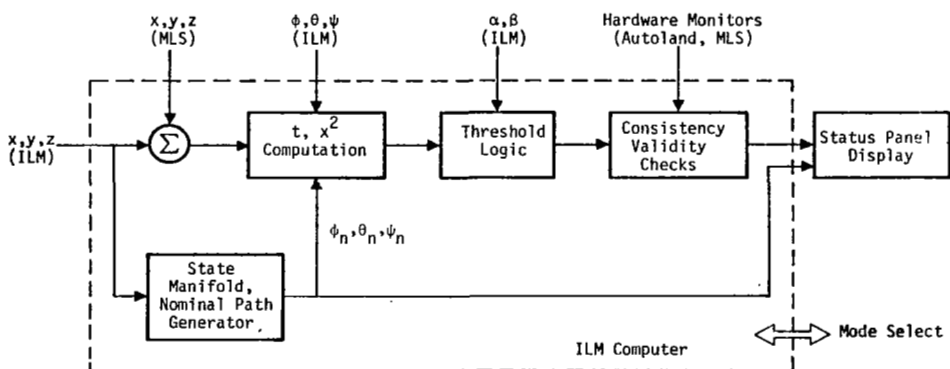 x,y,z
(MLS)
ϕ,θ,ψ
(ILM)
α,β
(ILM)
Hardware Monitors
(Autoland, MLS)
x,y,z
(ILM)
Σ
t, x²
Computation
Threshold
Logic
Consistency
Validity
Checks
Status Panel
Display
ϕn,θn,ψn
State
Manifold,
Nominal Path
Generator
Mode Select
ILM Computer